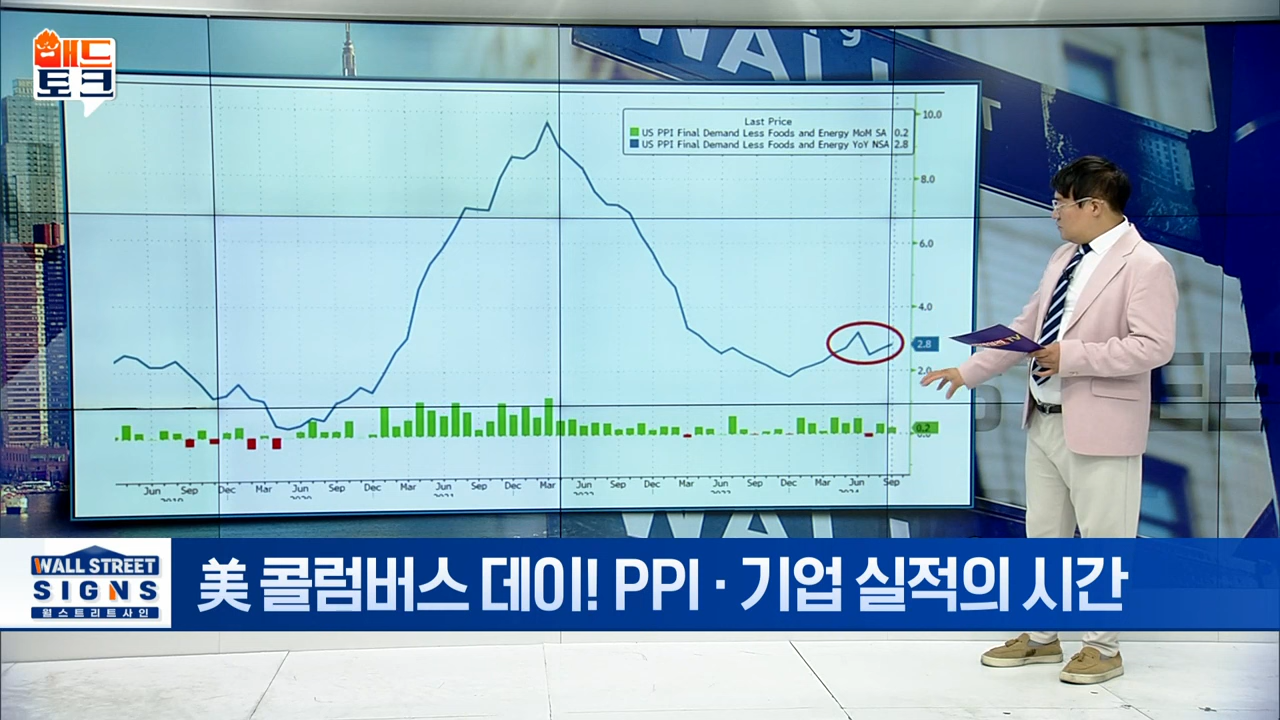 매드
토크
WALL
Last Price
US PPI Final Demand Less Foods and Energy MoM SA 0.2
US PPI Final Demand Less Foods and Energy YoY NSA 2.8
10.0
8.0
6.0
4.0
2.8
2.0
0.2
0.0
Jun Sep Dec Mar Jun Sep Dec Mar Jun Sep Dec Mar Jun Sep Mar Jun Sep Dec Mar Jun Sep
WALL
WALL STREET
SIGNS
월스트리트사인
美 콜럼버스 데이! PPI · 기업 실적의 시간